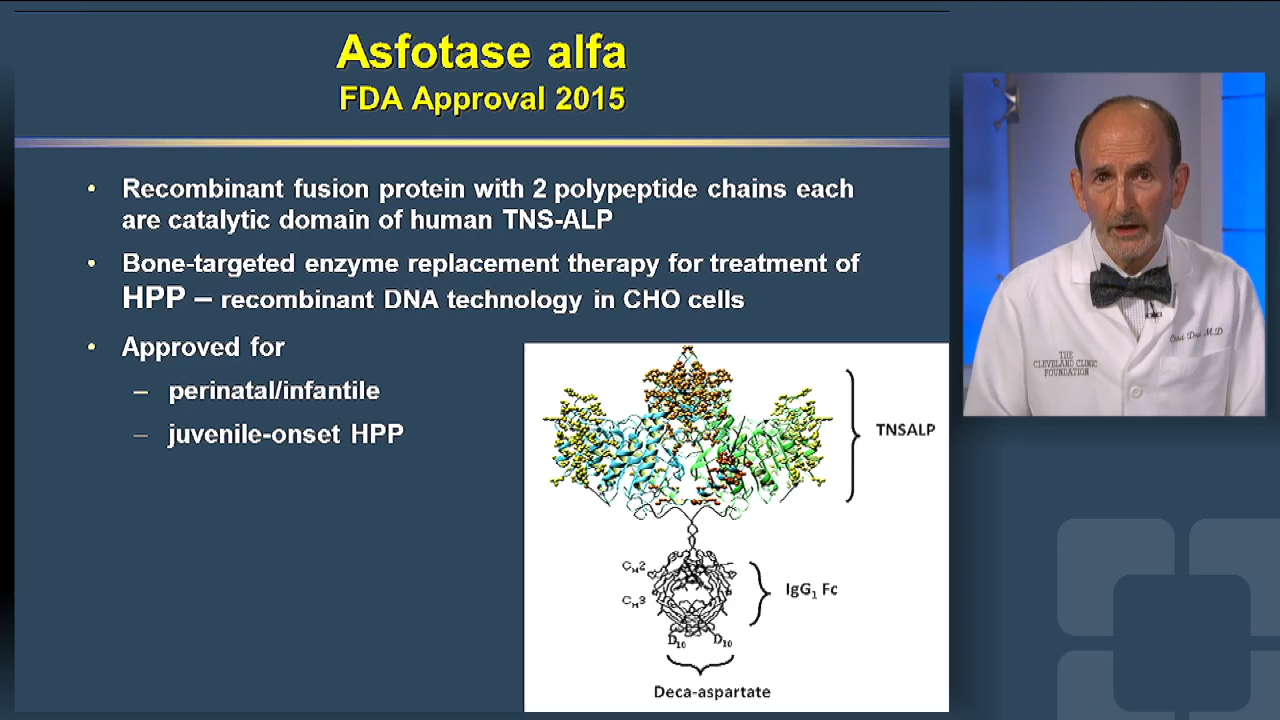 Asfotase alfa
FDA Approval 2015
• Recombinant fusion protein with 2 polypeptide chains each
are catalytic domain of human TNS-ALP
• Bone-targeted enzyme replacement therapy for treatment of
HPP – recombinant DNA technology in CHO cells
• Approved for
– perinatal/infantile
– juvenile-onset HPP
TNSALP
CH2
CH3
IgG1 Fc
D10 D10
Deca-aspartate
M.D
THE
CLEVELAND CLINIC
FOUNDATION